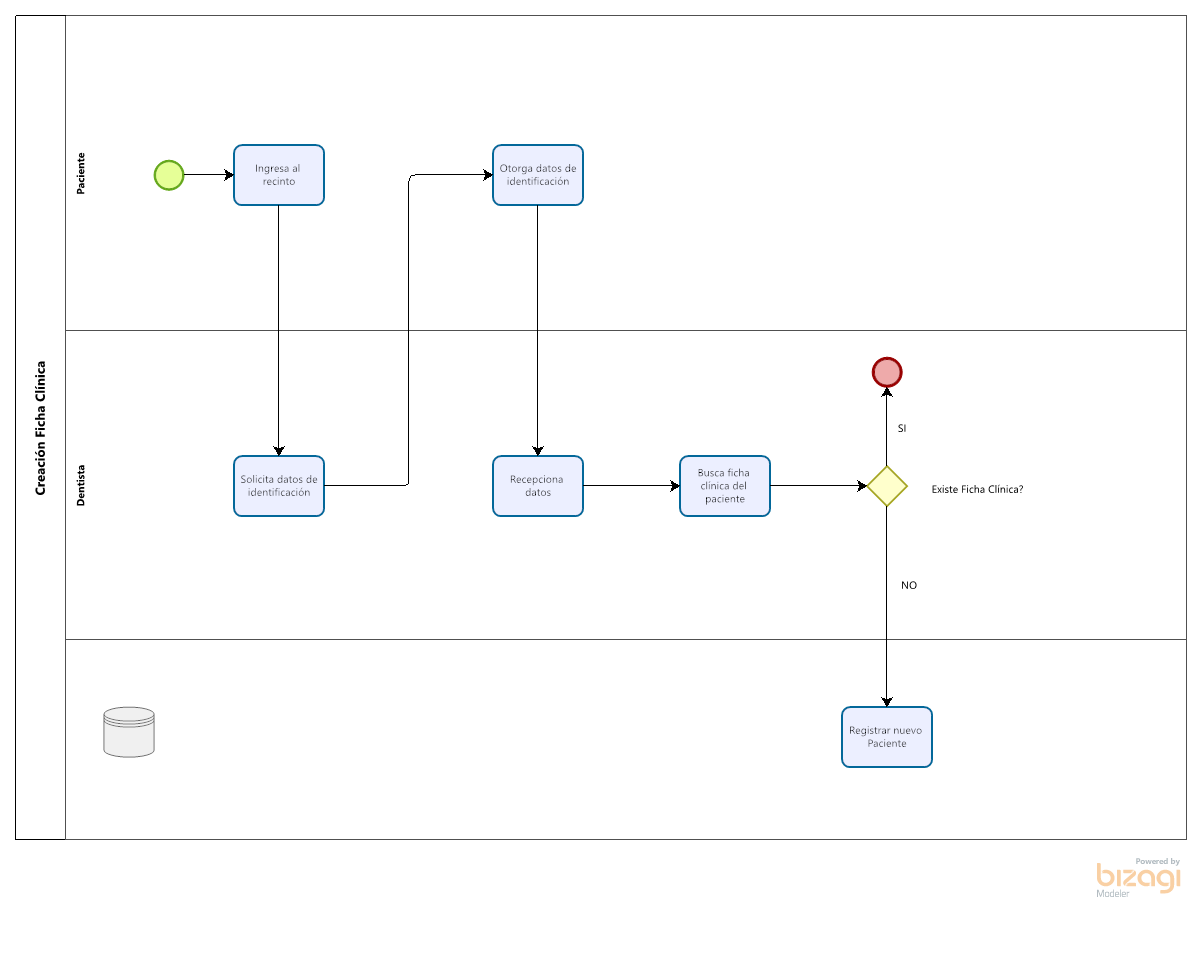 Creación Ficha Clínica
Paciente
Ingresa al
recinto
Otorga datos de
identificación
Dentista
Solicita datos de
identificación
Recepciona
datos
Busca ficha
clínica del
paciente
SI
Existe Ficha Clínica?
NO
Registrar nuevo
Paciente
Powered by
bizagi
Modeler